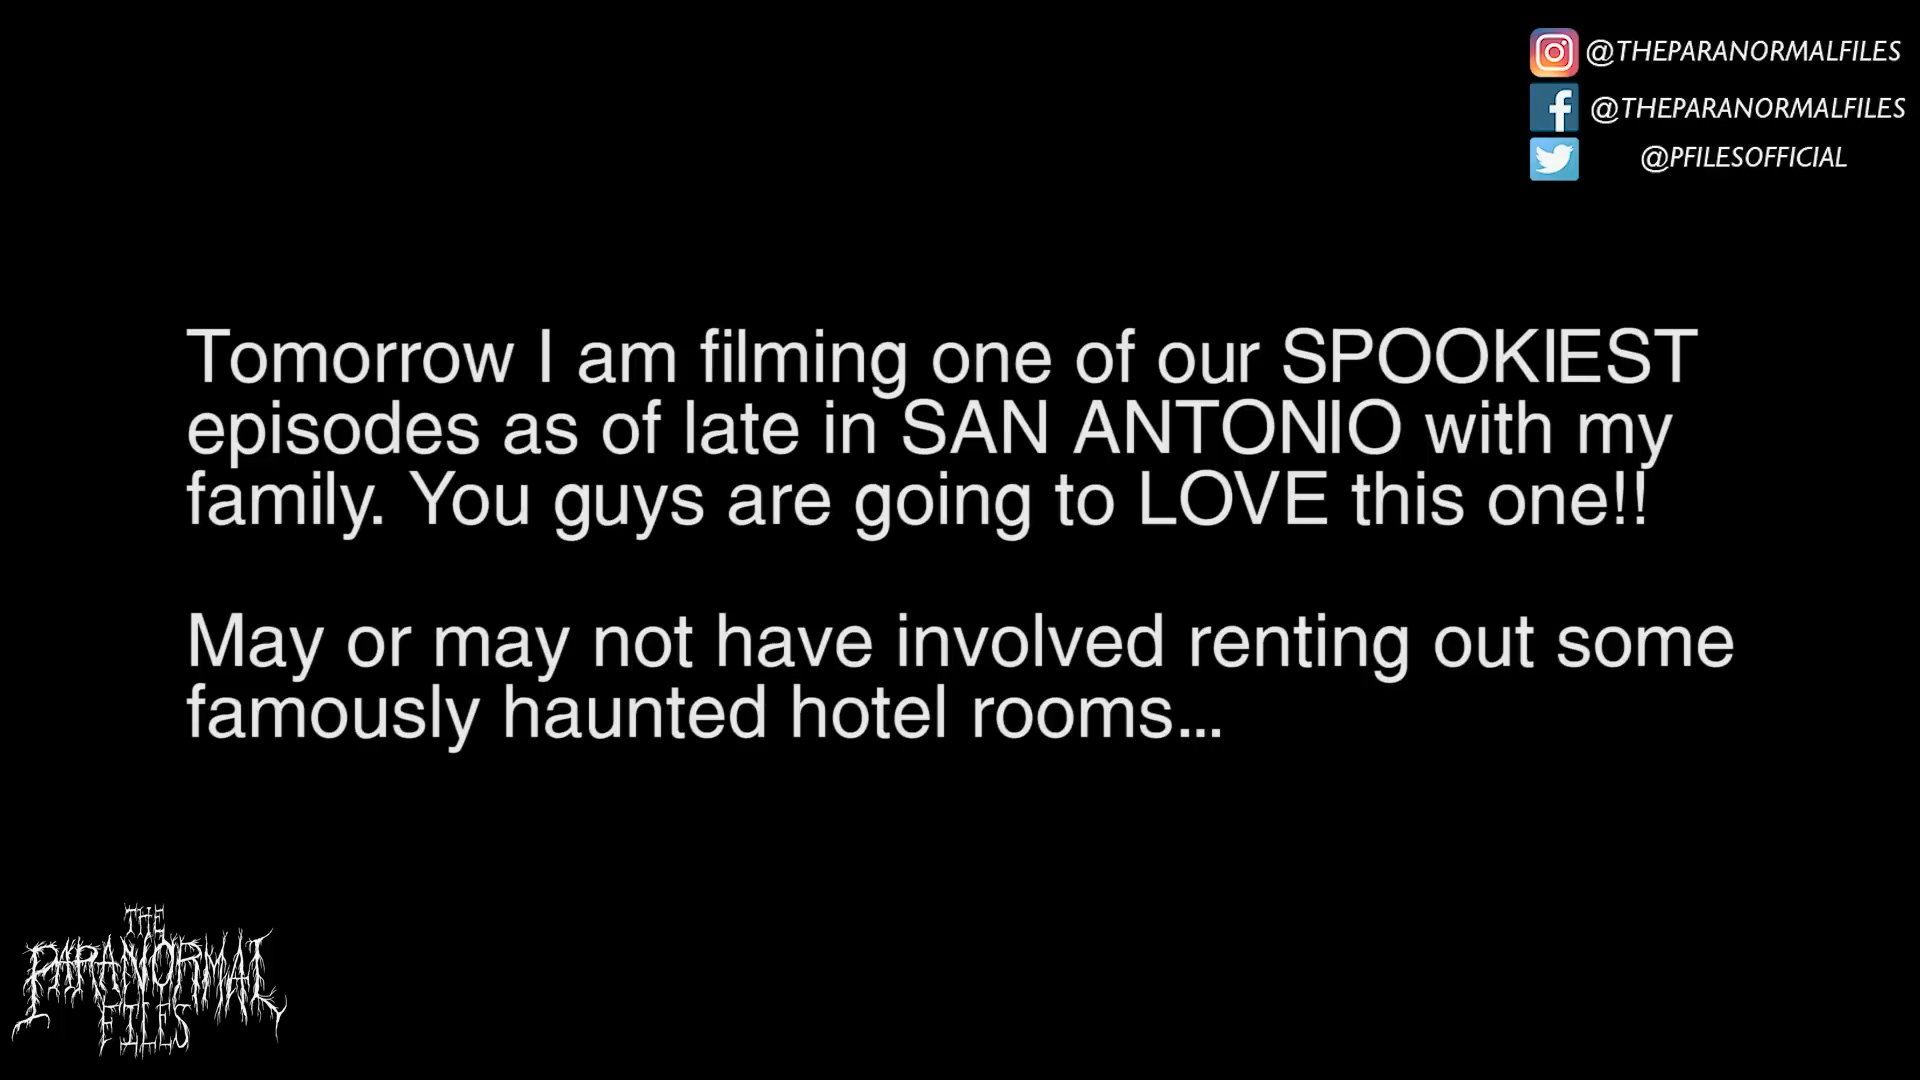 @THEPARANORMALFILES
@THEPARANORMALFILES
@PFILESOFFICIAL
Tomorrow I am filming one of our SPOOKIEST
episodes as of late in SAN ANTONIO with my
family. You guys are going to LOVE this one!!
May or may not have involved renting out some
famously haunted hotel rooms...
THE
PARANORMAL
FILES